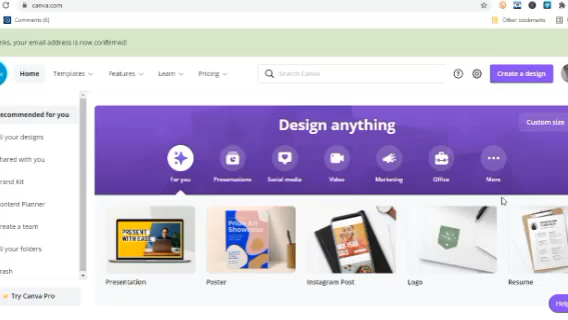 canva.com
Comments (6)
Other bookmarks
nks, your email address is now confirmed!
Home
Templates
Features
Learn
Pricing
Search Canva
Create a design
ecommended for you
ll your designs
hared with you
rand Kit
ontent Planner
reate a team
ll your folders
rash
Try Canva Pro
Design anything
Custom size
For you
Presentations
Social media
Video
Marketing
Office
More
PRESENT
WITH EASE
Presentation
Poster
Instagram Post
Logo
Resume
Help